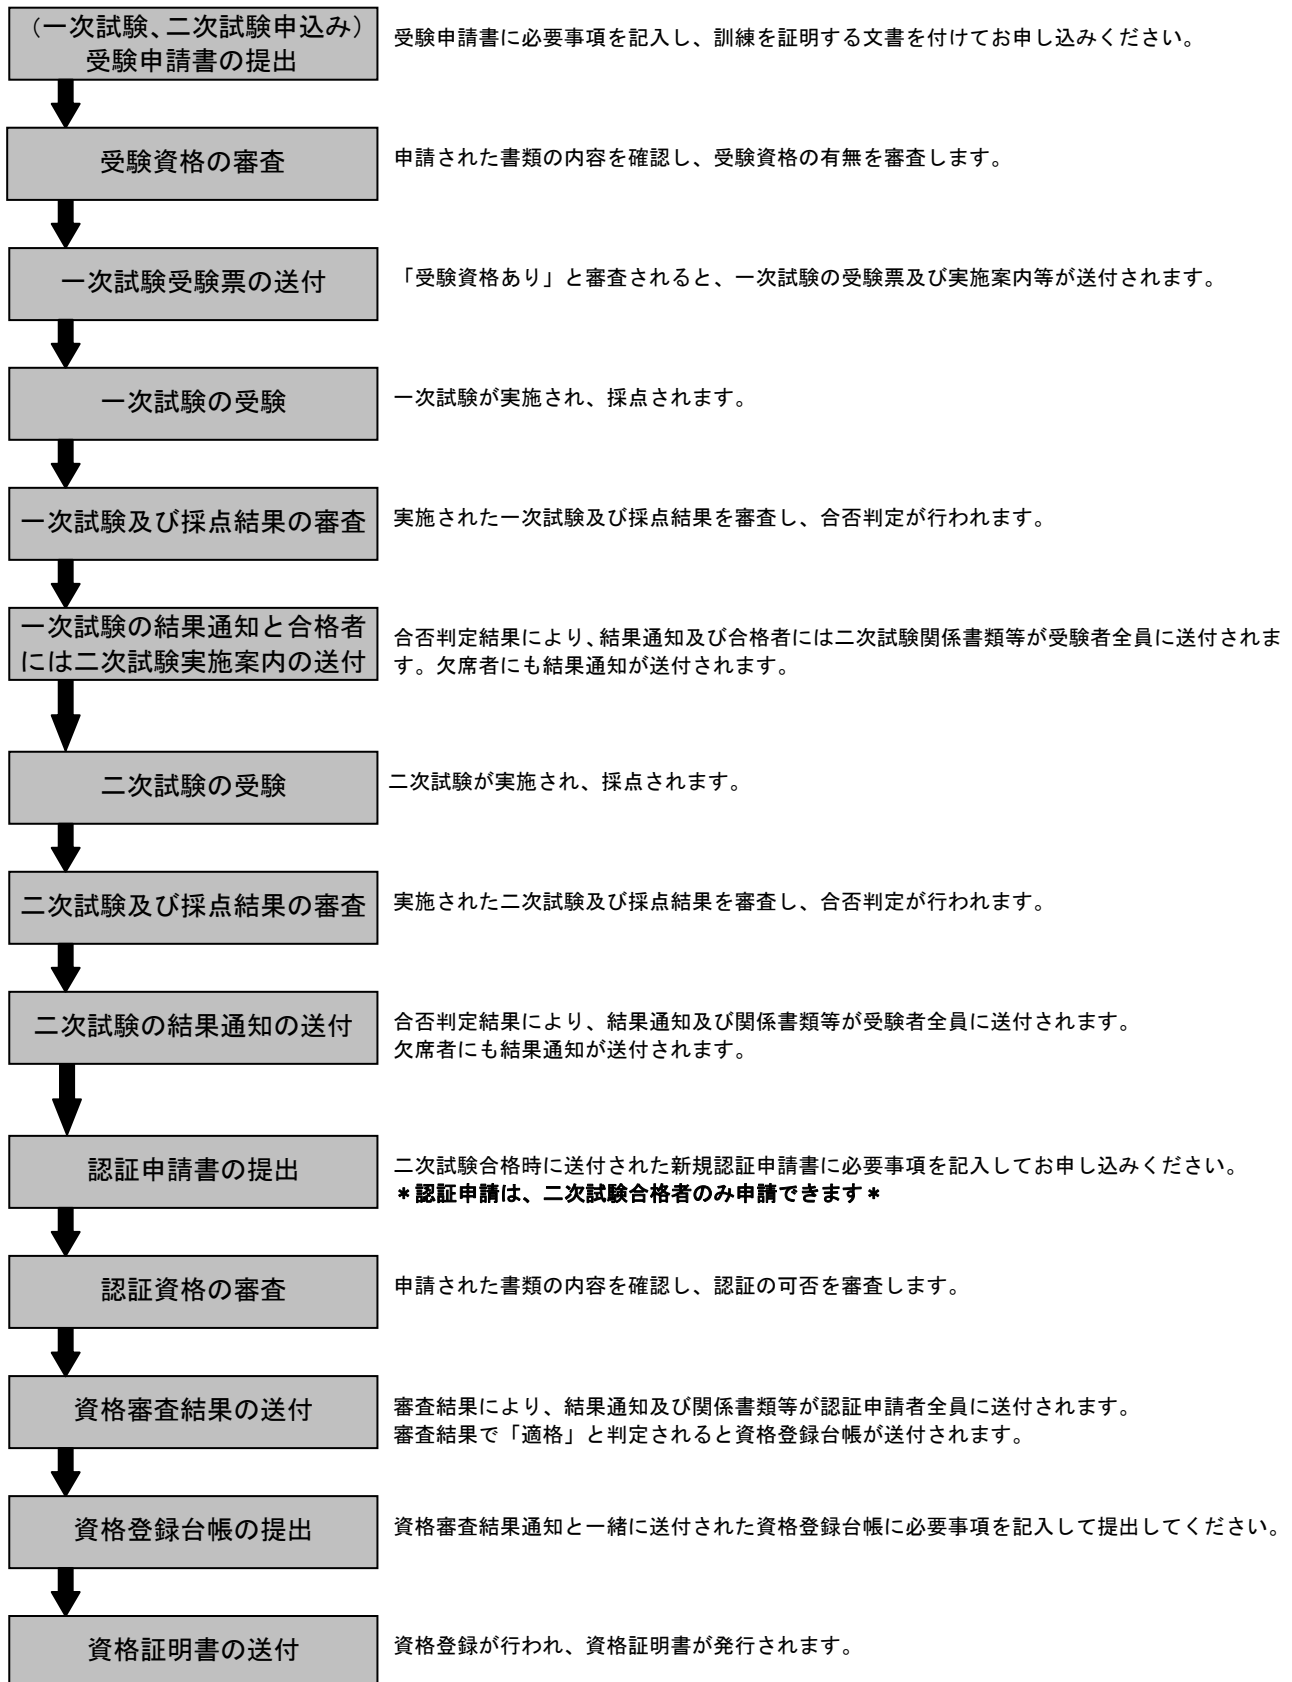 （一次試験、二次試験申込み）
受験申請書の提出
受験申請書に必要事項を記入し、訓練を証明する文書を付けてお申し込みください。
受験資格の審査
申請された書類の内容を確認し、受験資格の有無を審査します。
一次試験受験票の送付
「受験資格あり」と審査されると、一次試験の受験票及び実施案内等が送付されます。
一次試験の受験
一次試験が実施され、採点されます。
一次試験及び採点結果の審査
実施された一次試験及び採点結果を審査し、合否判定が行われます。
一次試験の結果通知と合格者
には二次試験実施案内の送付
合否判定結果により、結果通知及び合格者には二次試験関係書類等が受験者全員に送付されま
す。欠席者にも結果通知が送付されます。
二次試験の受験
二次試験が実施され、採点されます。
二次試験及び採点結果の審査
実施された二次試験及び採点結果を審査し、合否判定が行われます。
二次試験の結果通知の送付
合否判定結果により、結果通知及び関係書類等が受験者全員に送付されます。
欠席者にも結果通知が送付されます。
認証申請書の提出
二次試験合格時に送付された新規認証申請書に必要事項を記入してお申し込みください。
＊認証申請は、二次試験合格者のみ申請できます＊
認証資格の審査
申請された書類の内容を確認し、認証の可否を審査します。
資格審査結果の送付
審査結果により、結果通知及び関係書類等が認証申請者全員に送付されます。
審査結果で「適格」と判定されると資格登録台帳が送付されます。
資格登録台帳の提出
資格審査結果通知と一緒に送付された資格登録台帳に必要事項を記入して提出してください。
資格証明書の送付
資格登録が行われ、資格証明書が発行されます。